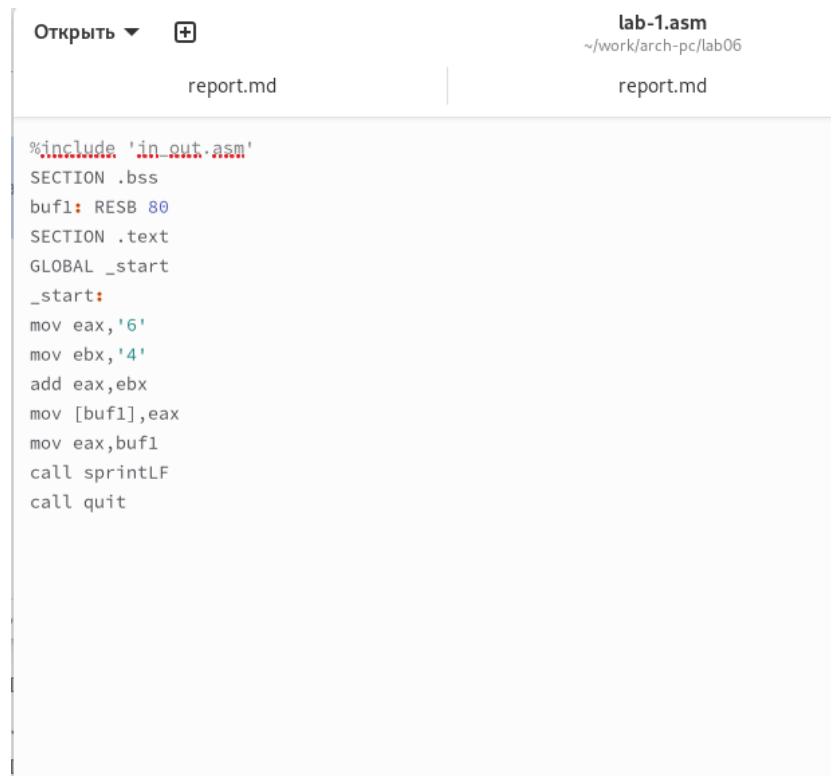 Открыть
lab-1.asm
~/work/arch-pc/lab06
report.md
report.md
%include 'in_out.asm'
SECTION .bss
buf1: RESB 80
SECTION .text
GLOBAL _start
_start:
mov eax,'6'
mov ebx,'4'
add eax,ebx
mov [buf1],eax
mov eax,buf1
call sprintLF
call quit